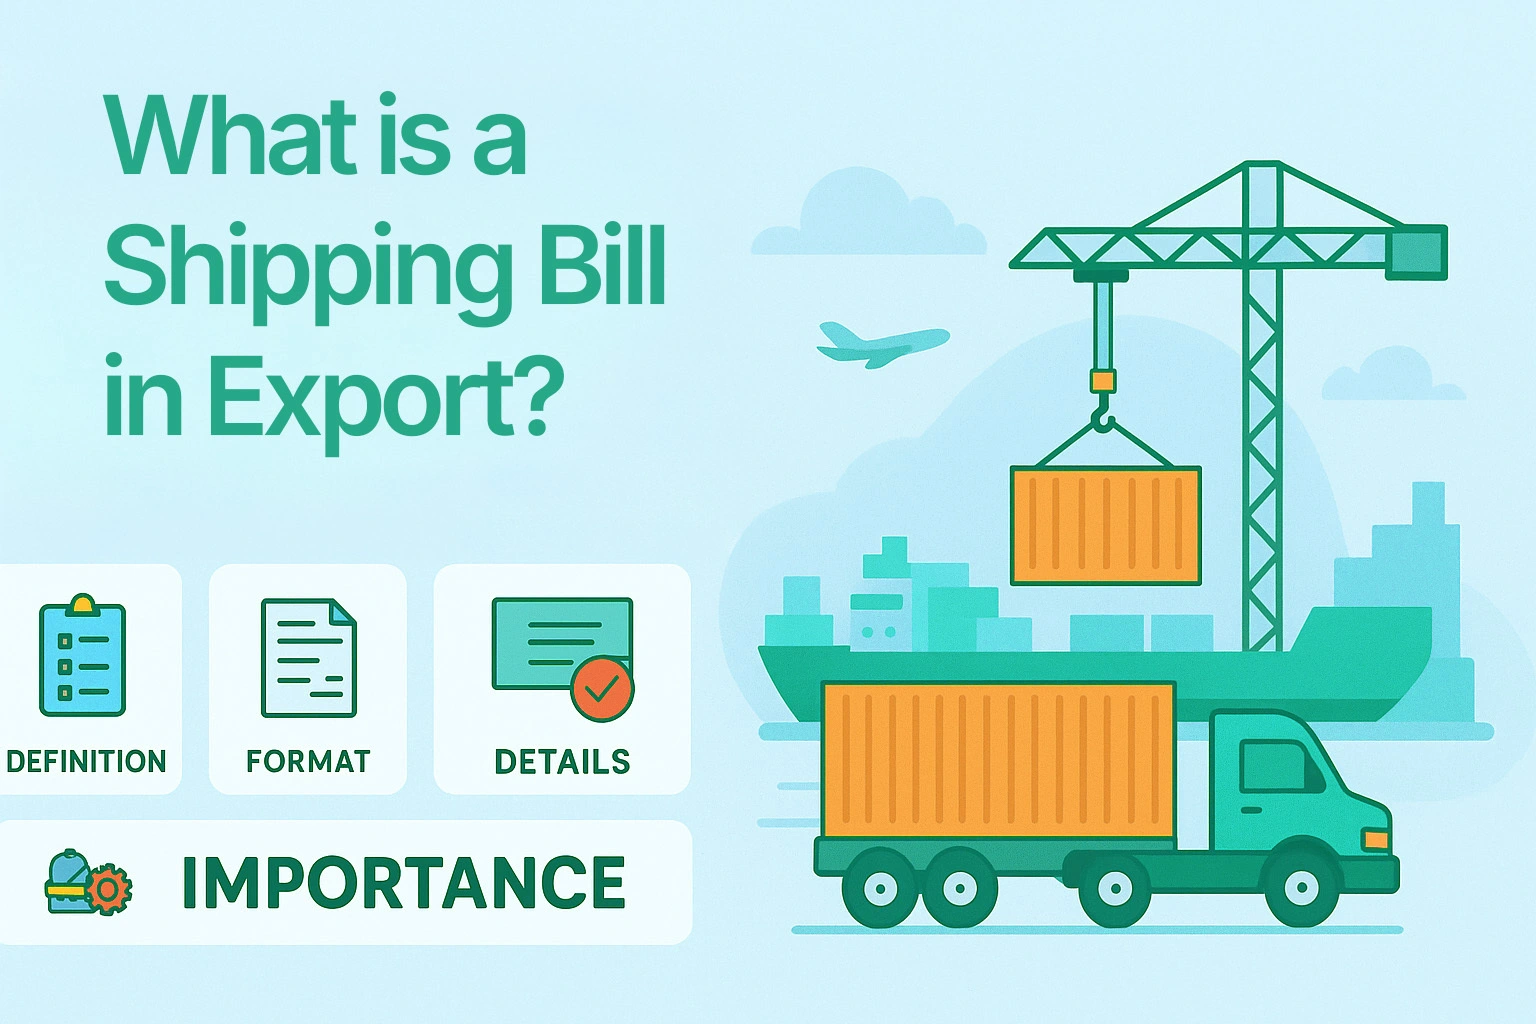 What is a
Shipping Bill
in Export?
DEFINITION
FORMAT
DETAILS
IMPORTANCE